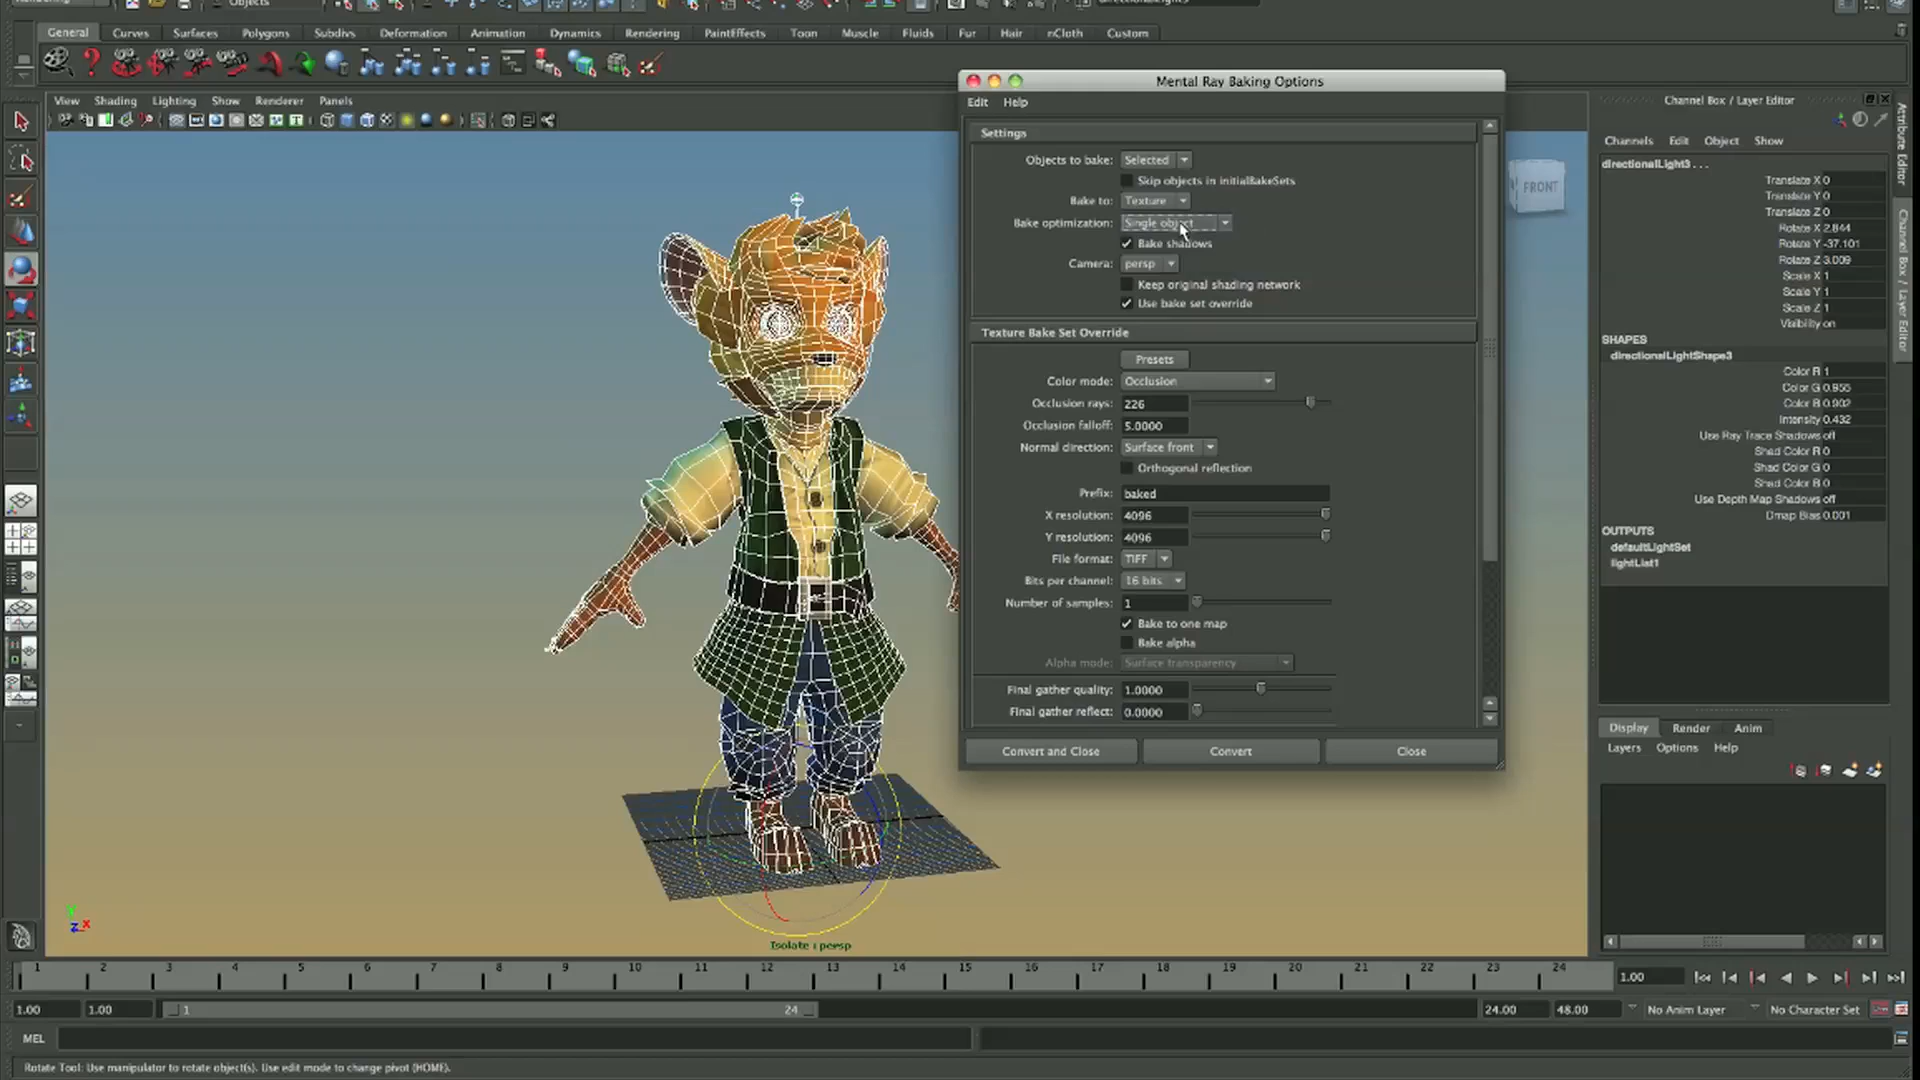 Objects
General Curves Surfaces Polygons Subdivs Deformation Animation Dynamics Rendering PaintEffects Toon Muscle Fluids Fur Hair nCloth Custom
View Shading Lighting Show Renderer Panels
FRONT
Isolate : persp
Mental Ray Baking Options
Edit Help
Settings
Objects to bake: Selected
Skip objects in initialBakeSets
Bake to: Texture
Bake optimization: Single object
Bake shadows
Camera: persp
Keep original shading network
Use bake set override
Texture Bake Set Override
Presets
Color mode: Occlusion
Occlusion rays: 226
Occlusion falloff: 5.0000
Normal direction: Surface front
Orthogonal reflection
Prefix: baked
X resolution: 4096
Y resolution: 4096
File format: TIFF
Bits per channel: 16 bits
Number of samples: 1
Bake to one map
Bake alpha
Alpha mode: Surface transparency
Final gather quality: 1.0000
Final gather reflect: 0.0000
Convert and Close Convert Close
Channel Box / Layer Editor
Channels Edit Object Show
directionalLight3 . . .
Translate X 0
Translate Y 0
Translate Z 0
Rotate X 2.844
Rotate Y -37.101
Rotate Z 3.009
Scale X 1
Scale Y 1
Scale Z 1
Visibility on
SHAPES
directionalLightShape3
Color R 1
Color G 0.955
Color B 0.902
Intensity 0.432
Use Ray Trace Shadows off
Shad Color R 0
Shad Color G 0
Shad Color B 0
Use Depth Map Shadows off
Dmap Bias 0.001
OUTPUTS
defaultLightSet
lightList1
Attribute Editor
Channel Box / Layer Editor
Display Render Anim
Layers Options Help
1 2 3 4 5 6 7 8 9 10 11 12 13 14 15 16 17 18 19 20 21 22 23 24
1.00
1.00 1.00 1 24 24.00 48.00 No Anim Layer No Character Set
MEL
Rotate Tool: Use manipulator to rotate object(s). Use edit mode to change pivot (HOME).